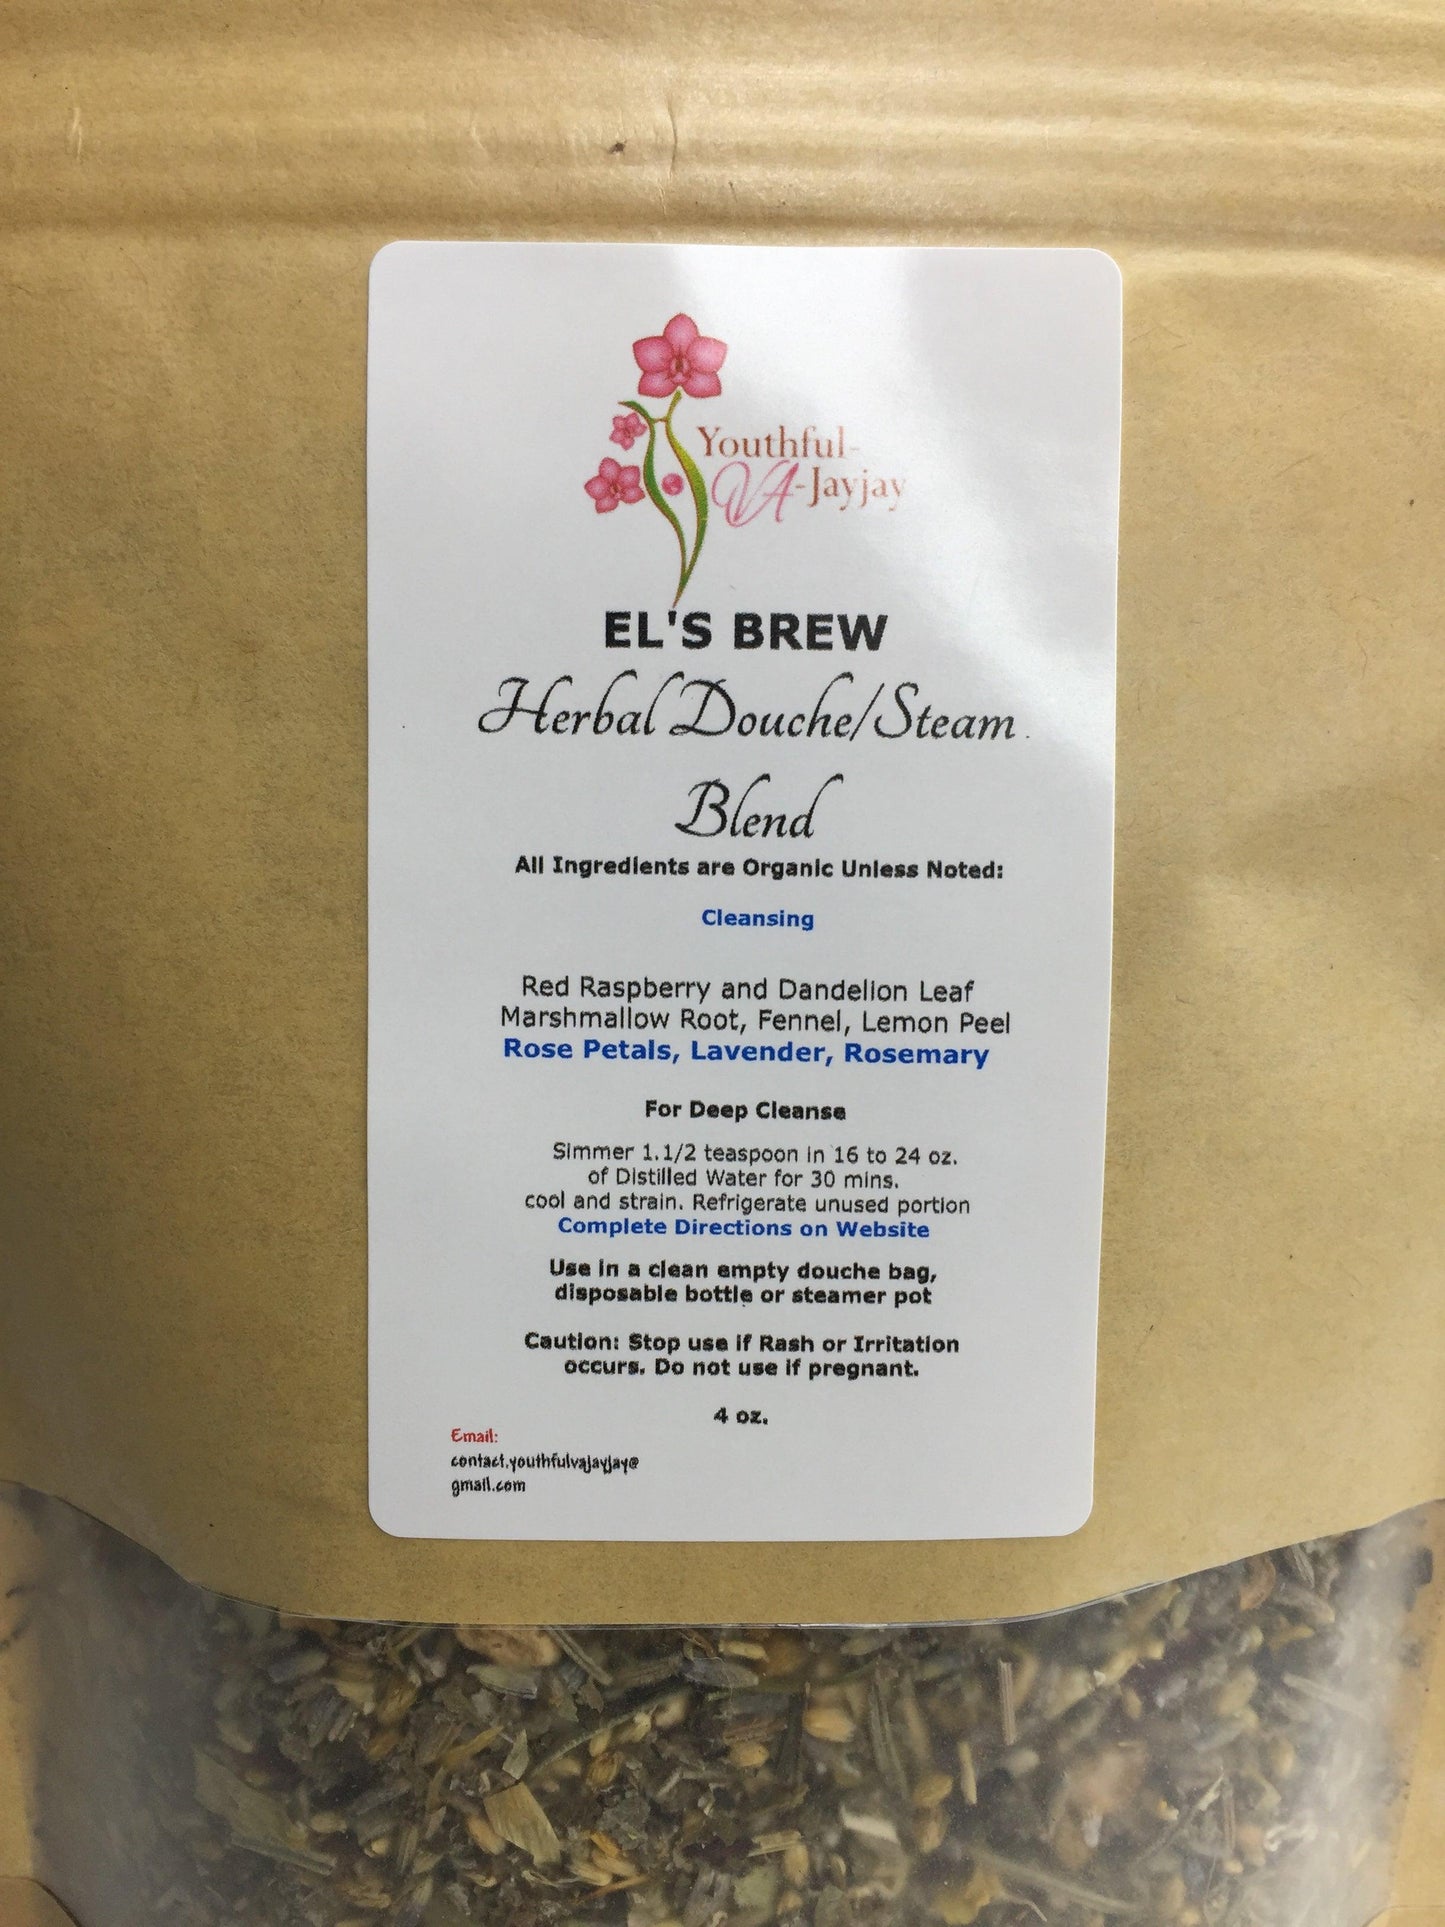 Youthful-
VA-Jayjay
EL'S BREW
Herbal Douche/Steam
Blend
All Ingredients are Organic Unless Noted:
Cleansing
Red Raspberry and Dandelion Leaf
Marshmallow Root, Fennel, Lemon Peel
Rose Petals, Lavender, Rosemary
For Deep Cleanse
Simmer 1.1/2 teaspoon in 16 to 24 oz.
of Distilled Water for 30 mins.
cool and strain. Refrigerate unused portion
Complete Directions on Website
Use in a clean empty douche bag,
disposable bottle or steamer pot
Caution: Stop use if Rash or Irritation
occurs. Do not use if pregnant.
4 oz.
Email:
contact.youthfulvajayjay@
gmail.com